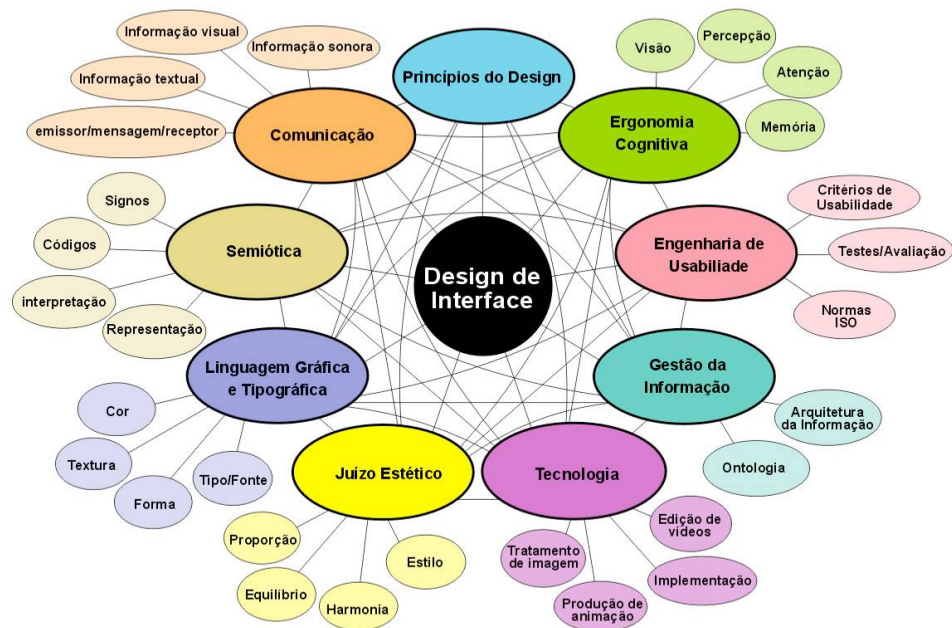 Informação visual
Informação sonora
Informação textual
emissor/mensagem/receptor
Comunicação
Princípios do Design
Visão
Percepção
Atenção
Memória
Ergonomia
Cognitiva
Signos
Códigos
interpretação
Representação
Semiótica
Design de
Interface
Critérios de
Usabilidade
Testes/Avaliação
Normas
ISO
Engenharia de
Usabiliade
Linguagem Gráfica
e Tipográfica
Cor
Textura
Forma
Tipo/Fonte
Gestão da
Informação
Arquitetura
da Informação
Ontologia
Juízo Estético
Proporção
Equilíbrio
Harmonia
Estilo
Tecnologia
Edição de
vídeos
Tratamento
de imagem
Implementação
Produção de
animação